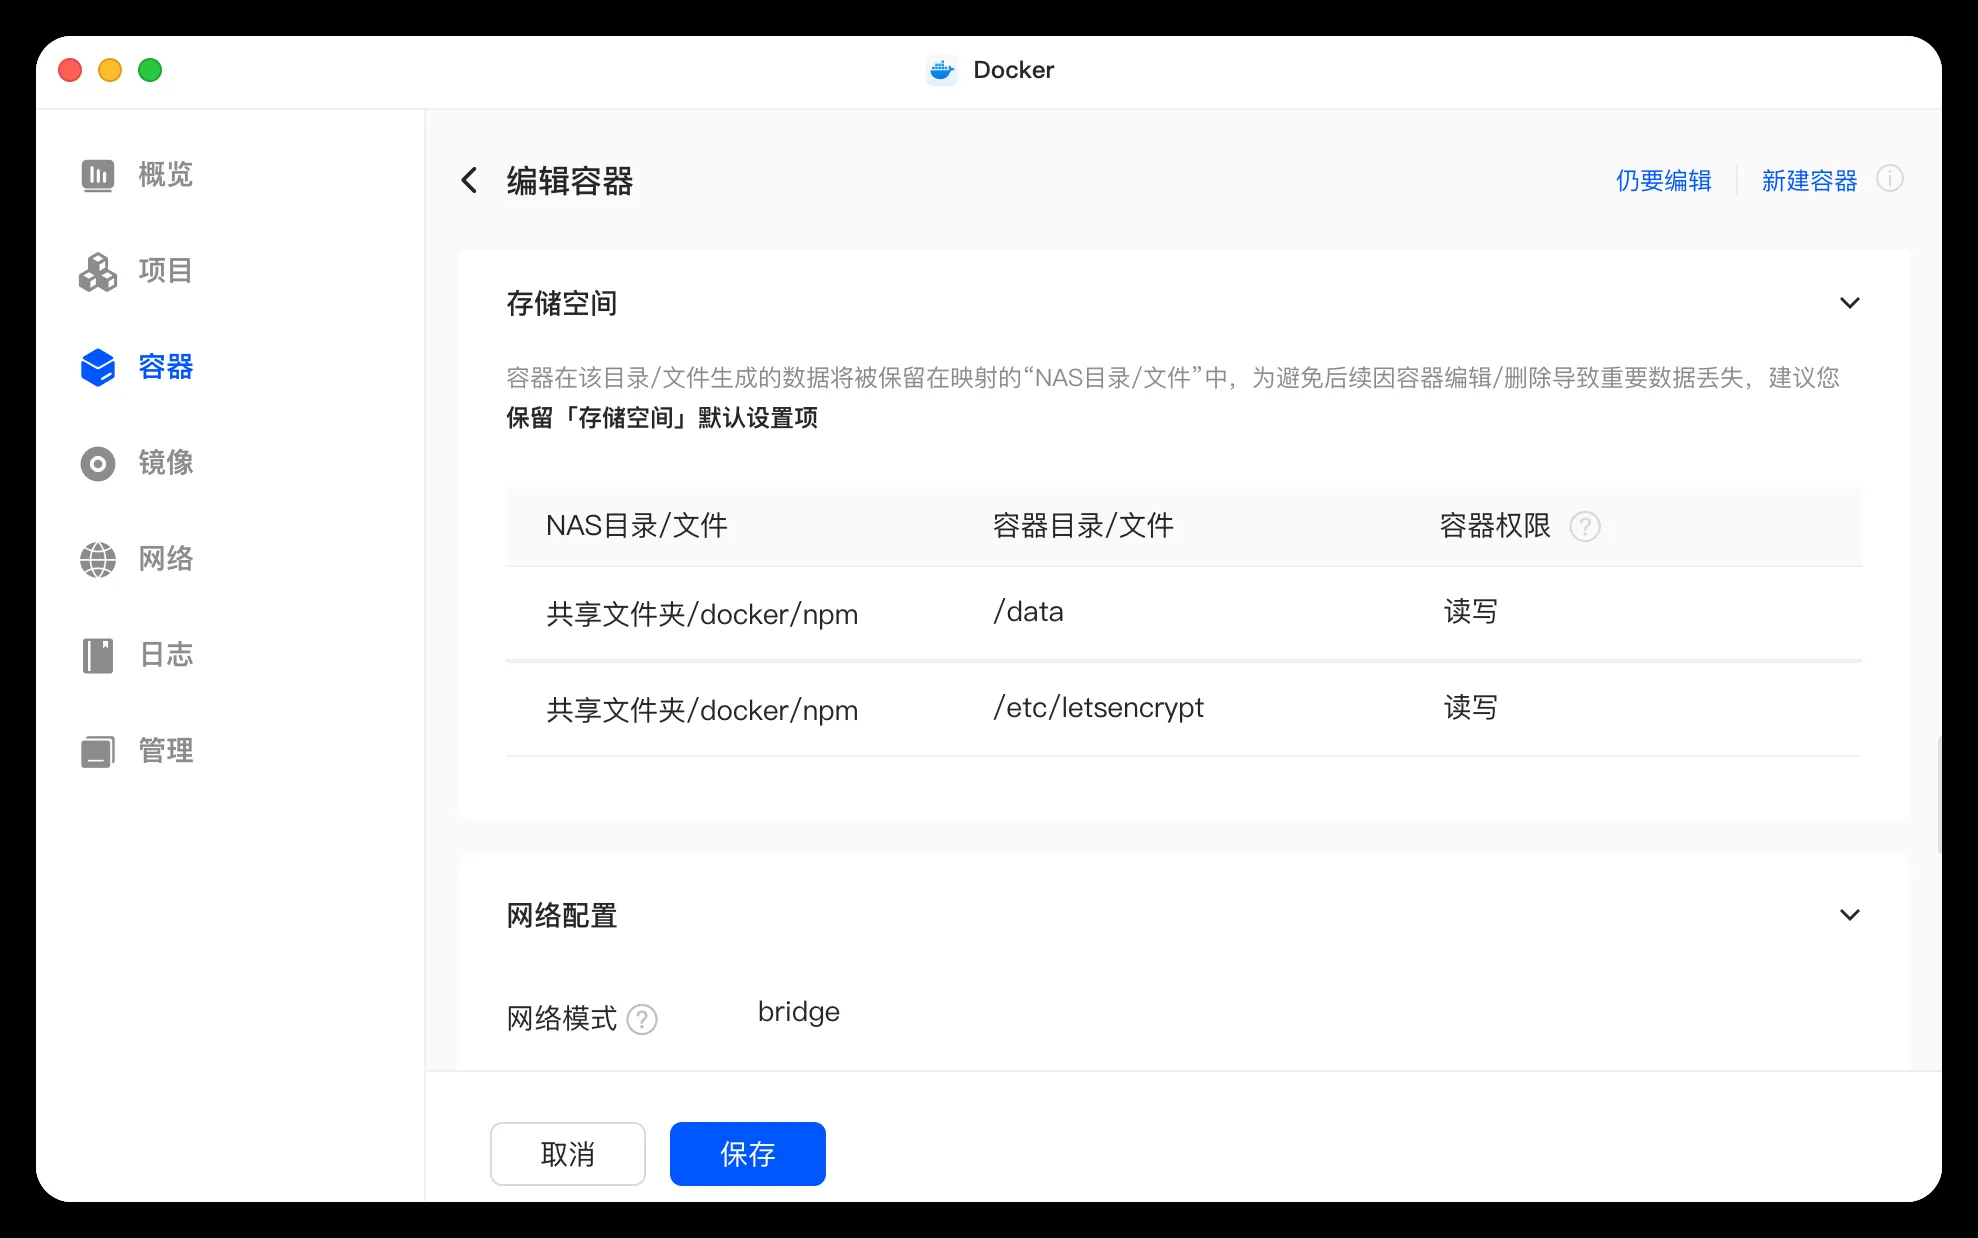 Docker
概览
项目
容器
镜像
网络
日志
管理
编辑容器
仍要编辑
新建容器
存储空间
容器在该目录/文件生成的数据将被保留在映射的“NAS目录/文件”中，为避免后续因容器编辑/删除导致重要数据丢失，建议您
保留「存储空间」默认设置项
NAS目录/文件 容器目录/文件 容器权限 ?
共享文件夹/docker/npm /data 读写
共享文件夹/docker/npm /etc/letsencrypt 读写
网络配置
网络模式 ? bridge
取消 保存